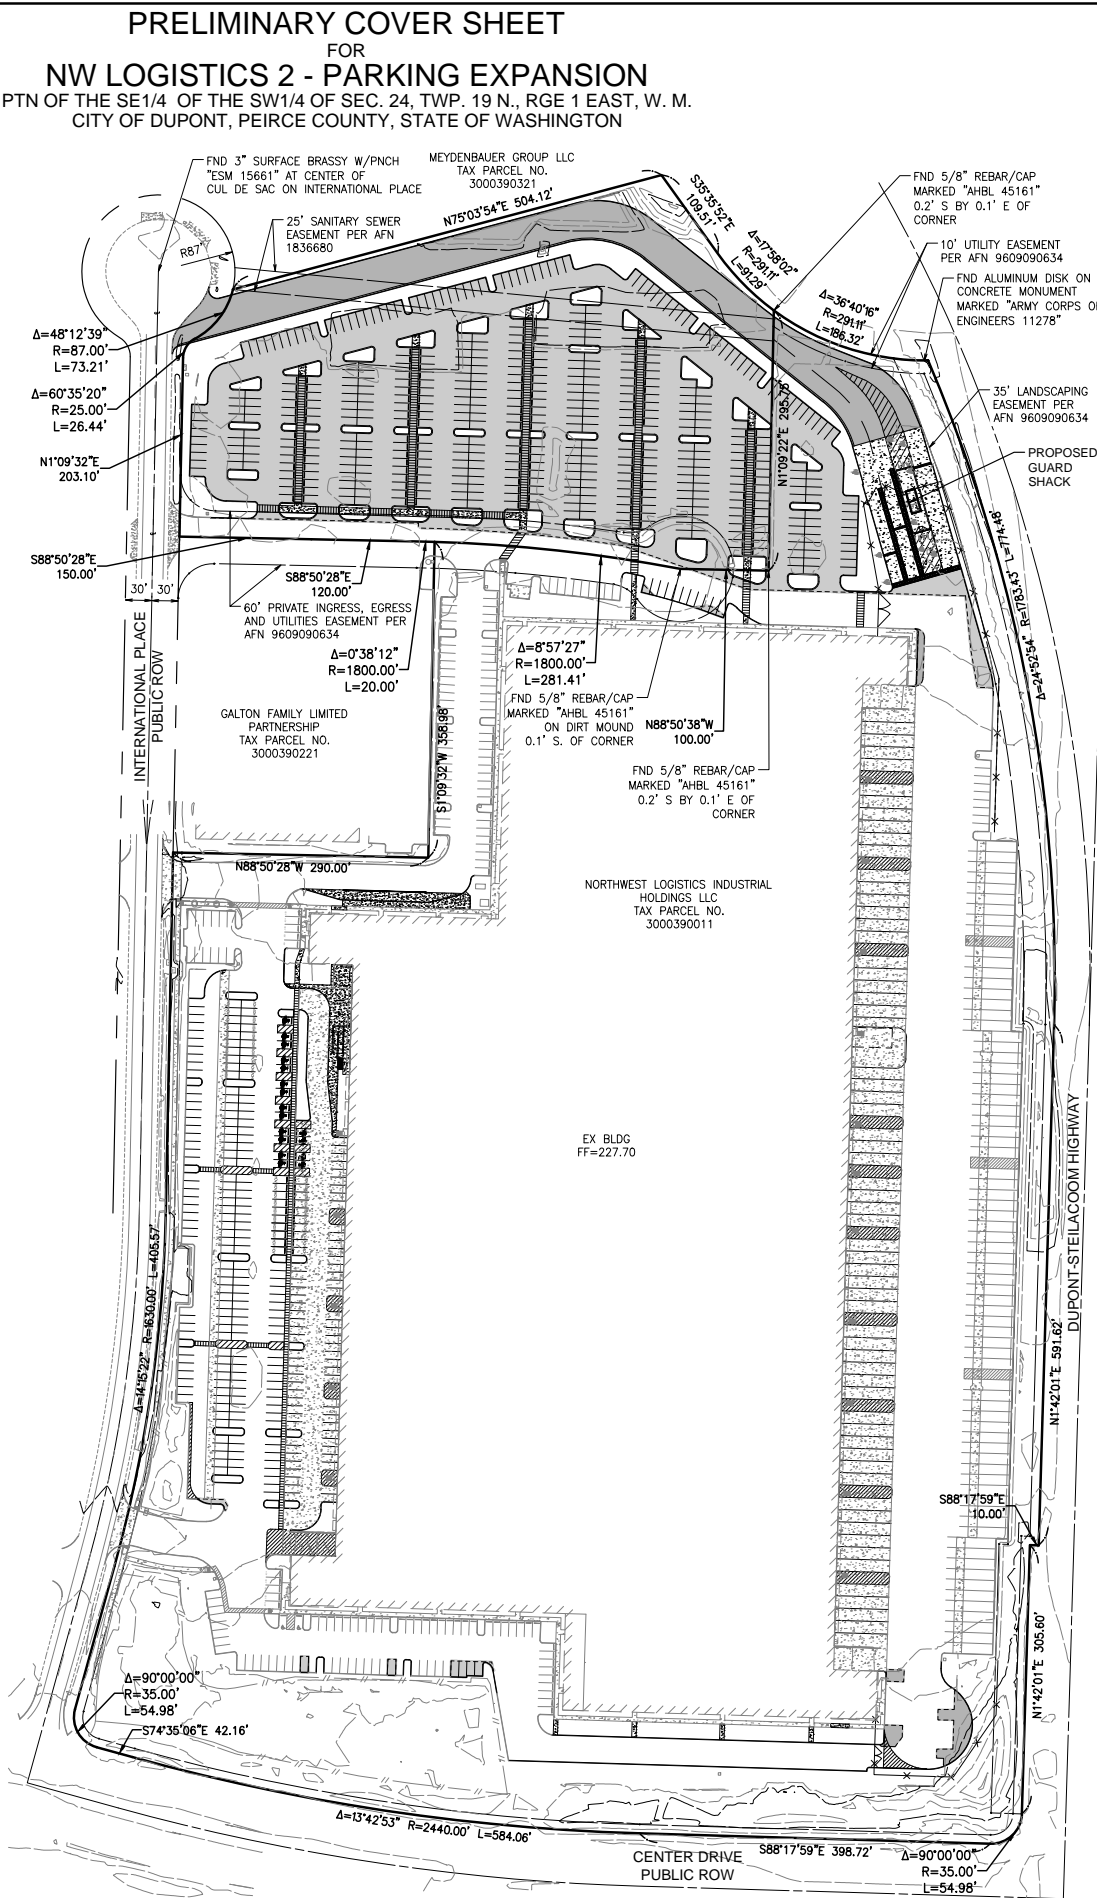 PRELIMINARY COVER SHEET
FOR
NW LOGISTICS 2 - PARKING EXPANSION
PTN OF THE SE1/4 OF THE SW1/4 OF SEC. 24, TWP. 19 N., RGE 1 EAST, W. M.
CITY OF DUPONT, PEIRCE COUNTY, STATE OF WASHINGTON
FND 3" SURFACE BRASSY W/PNCH
"ESM 15661" AT CENTER OF
CUL DE SAC ON INTERNATIONAL PLACE
MEYDENBAUER GROUP LLC
TAX PARCEL NO.
3000390321
25' SANITARY SEWER
EASEMENT PER AFN
1836680
N75°03'54"E 504.12'
S35°35'52"E
109.51'
Δ=17°58'02"
R=291.11'
L=91.29'
FND 5/8" REBAR/CAP
MARKED "AHBL 45161"
0.2' S BY 0.1' E OF
CORNER
10' UTILITY EASEMENT
PER AFN 9609090634
FND ALUMINUM DISK ON
CONCRETE MONUMENT
MARKED "ARMY CORPS O
ENGINEERS 11278"
Δ=36°40'16"
R=291.11'
L=186.32'
R87'
Δ=48°12'39"
R=87.00'
L=73.21'
Δ=60°35'20"
R=25.00'
L=26.44'
N1°09'32"E
203.10'
35' LANDSCAPING
EASEMENT PER
AFN 9609090634
PROPOSED
GUARD
SHACK
N1°09'22"E 295.75'
S88°50'28"E
150.00'
30' 30'
S88°50'28"E
120.00'
60' PRIVATE INGRESS, EGRESS
AND UTILITIES EASEMENT PER
AFN 9609090634
Δ=0°38'12"
R=1800.00'
L=20.00'
Δ=8°57'27"
R=1800.00'
L=281.41'
FND 5/8" REBAR/CAP
MARKED "AHBL 45161"
ON DIRT MOUND
0.1' S. OF CORNER
N88°50'38"W
100.00'
FND 5/8" REBAR/CAP
MARKED "AHBL 45161"
0.2' S BY 0.1' E OF
CORNER
Δ=24°52'54" R=1783.43' L=774.48'
INTERNATIONAL PLACE
PUBLIC ROW
GALTON FAMILY LIMITED
PARTNERSHIP
TAX PARCEL NO.
3000390221
S1°09'32"W 358.98'
N88°50'28"W 290.00'
NORTHWEST LOGISTICS INDUSTRIAL
HOLDINGS LLC
TAX PARCEL NO.
3000390011
EX BLDG
FF=227.70
DUPONT-STEILACOOM HIGHWAY
Δ=14°15'22" R=1630.00' L=405.57'
N1°42'01"E 591.62'
S88°17'59"E
10.00'
N1°42'01"E 305.60'
Δ=90°00'00"
R=35.00'
L=54.98'
S74°35'06"E 42.16'
Δ=13°42'53" R=2440.00' L=584.06'
CENTER DRIVE
PUBLIC ROW
S88°17'59"E 398.72'
Δ=90°00'00"
R=35.00'
L=54.98'